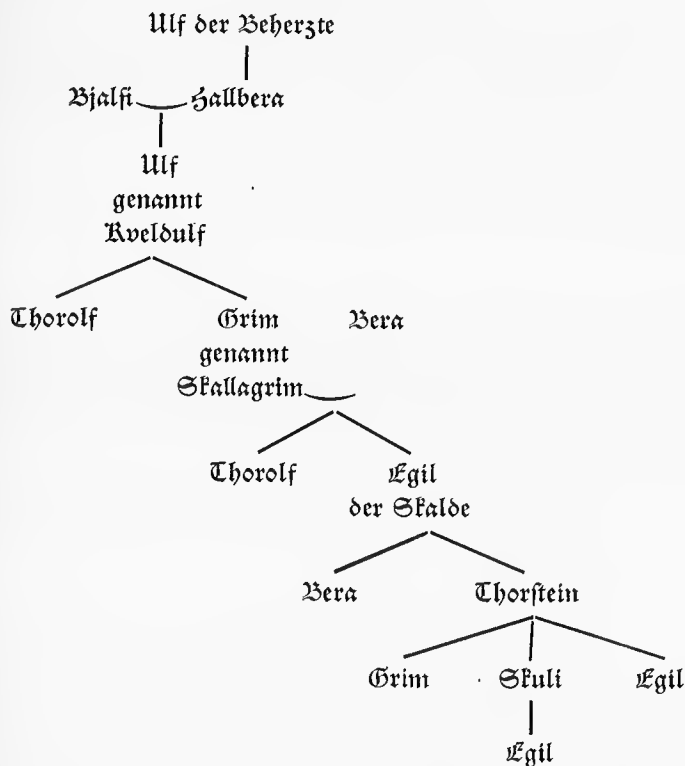 Ulf der Beherzte
Bjalfi Hallbera
Ulf
genannt
Kveldulf
Thorolf Grim Bera
genannt
Skallagrim
Thorolf Egil
der Skalde
Bera Thorstein
Grim Skuli Egil
Egil